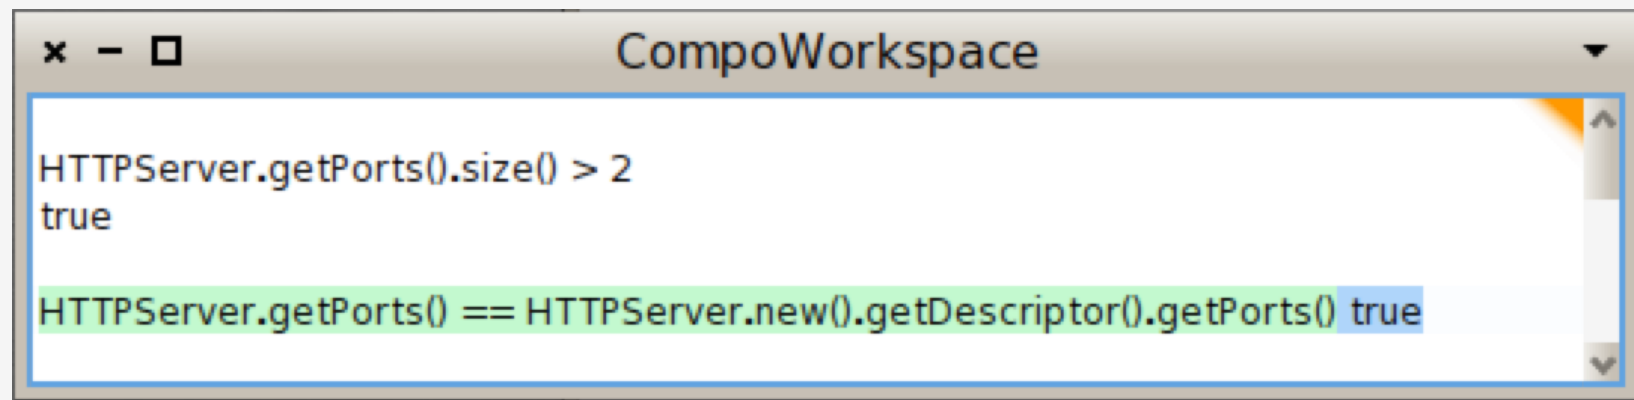 CompoWorkspace
HTTPServer.getPorts().size() > 2
true
HTTPServer.getPorts() == HTTPServer.new().getDescriptor().getPorts() true